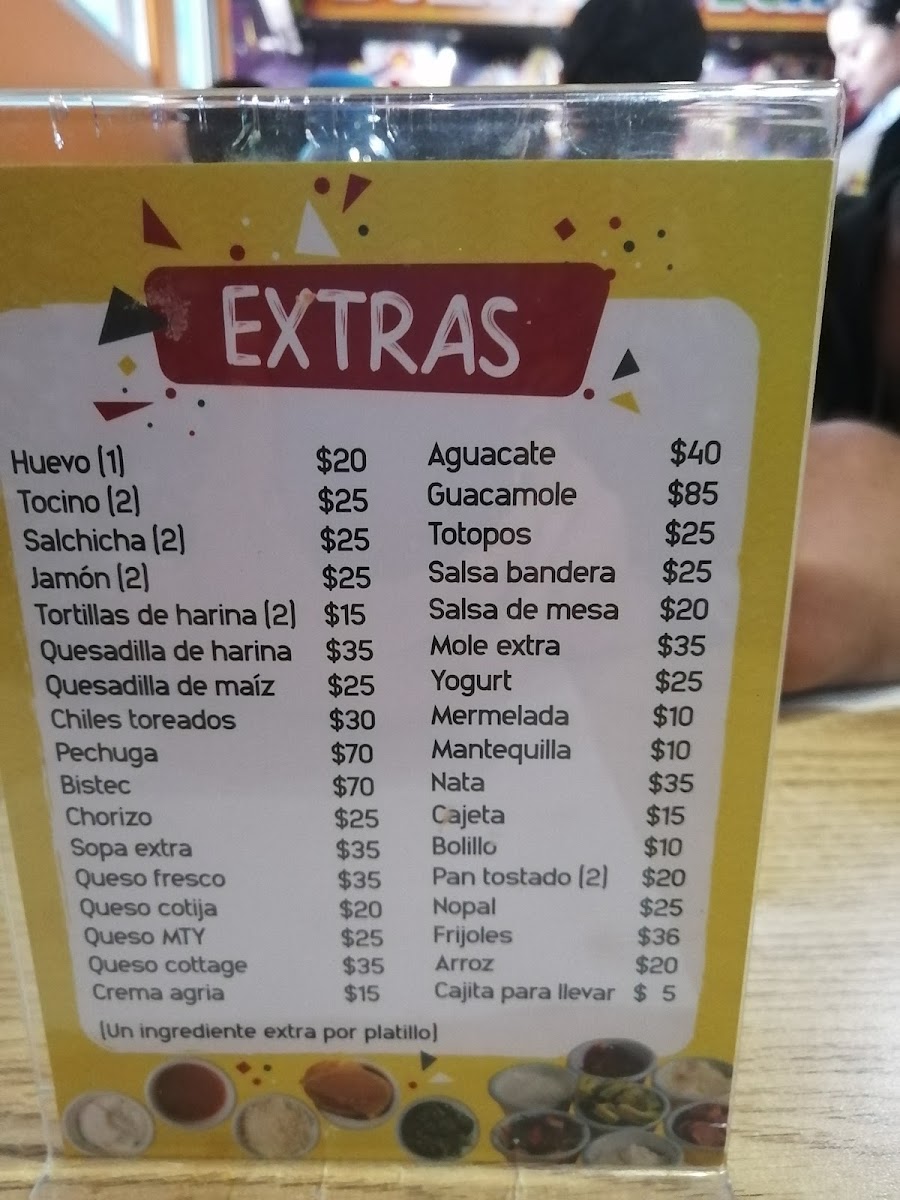 EXTRAS
Huevo (1) $20
Tocino (2) $25
Salchicha (2) $25
Jamón (2) $25
Tortillas de harina (2) $15
Quesadilla de harina $35
Quesadilla de maíz $25
Chiles toreados $30
Pechuga $70
Bistec $70
Chorizo $25
Sopa extra $35
Queso fresco $35
Queso cotija $20
Queso MTY $25
Queso cottage $35
Crema agria $15
Aguacate $40
Guacamole $85
Totopos $25
Salsa bandera $25
Salsa de mesa $20
Mole extra $35
Yogurt $25
Mermelada $10
Mantequilla $10
Nata $35
Cajeta $15
Bolillo $10
Pan tostado (2) $20
Nopal $25
Frijoles $36
Arroz $20
Cajita para llevar $ 5
(Un ingrediente extra por platillo)